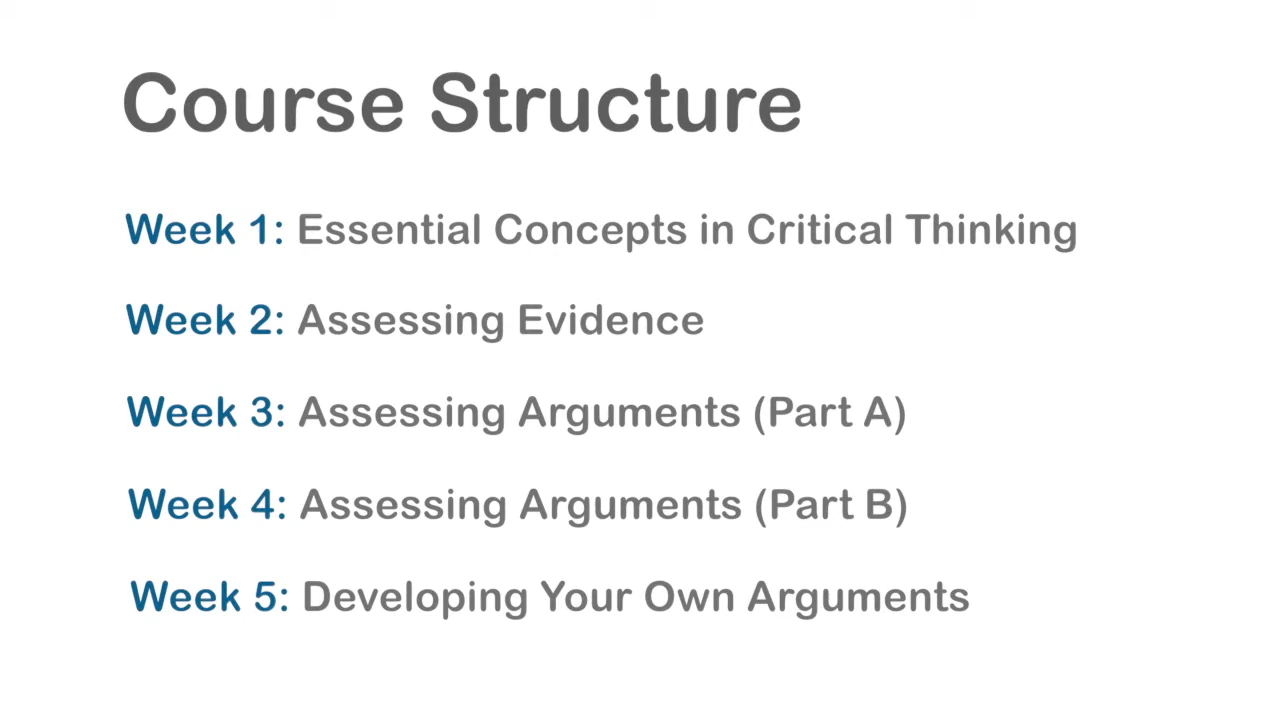 Course Structure
Week 1: Essential Concepts in Critical Thinking
Week 2: Assessing Evidence
Week 3: Assessing Arguments (Part A)
Week 4: Assessing Arguments (Part B)
Week 5: Developing Your Own Arguments